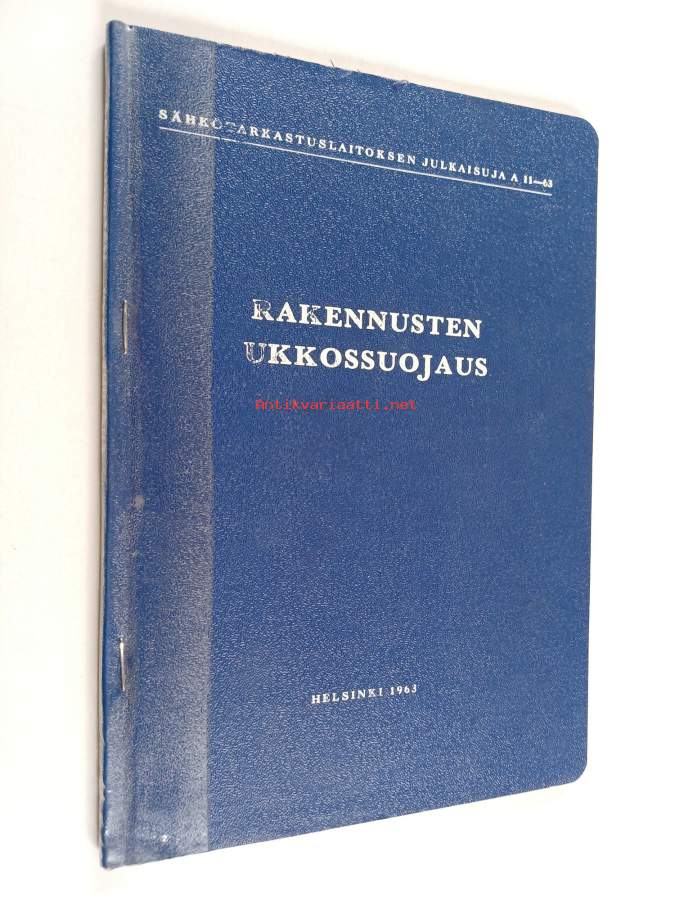 SÄHKÖTARKASTUSLAITOKSEN JULKAISUJA A 11—63
RAKENNUSTEN
UKKOSSUOJAUS
Antikvariaatti.net
HELSINKI 1963